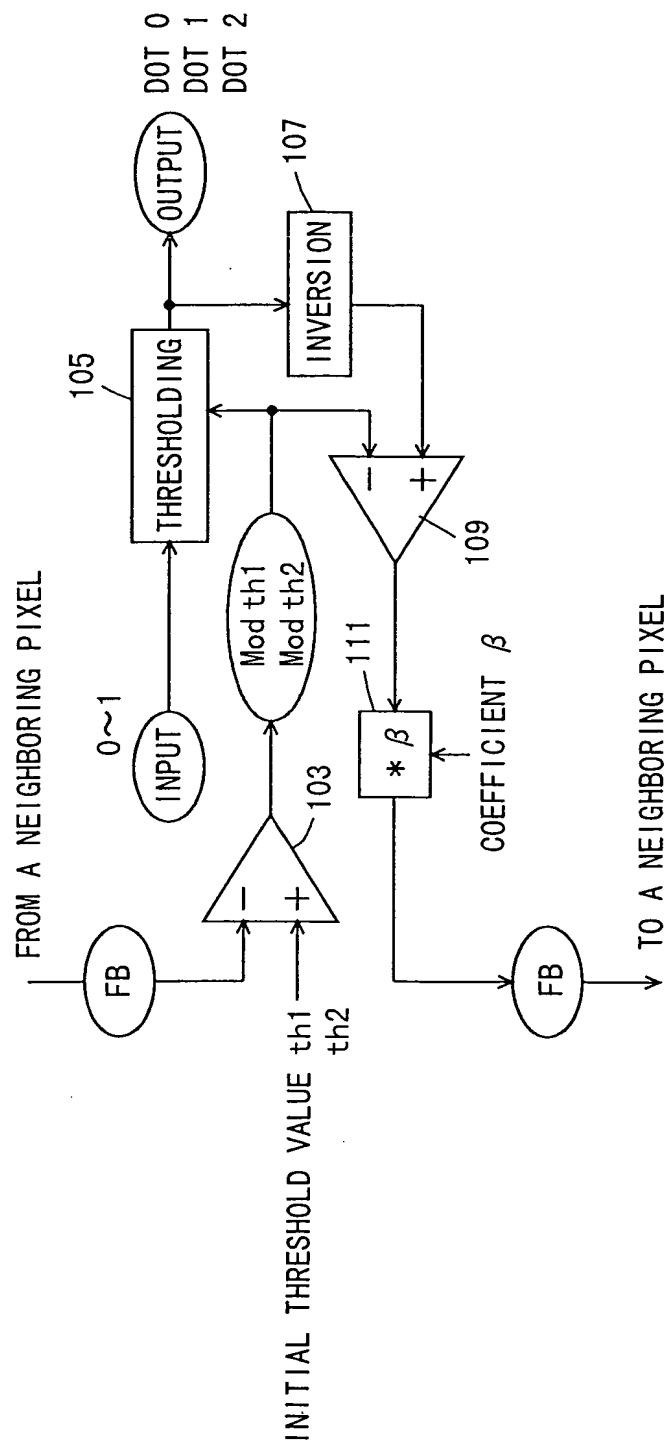 FROM A NEIGHBORING PIXEL
FB
0~1
INPUT
105
THRESHOLDING
OUTPUT
DOT 0
DOT 1
DOT 2
107
INVERSION
INITIAL THRESHOLD VALUE th1
th2
−
+
103
Mod th1
Mod th2
−
+
109
111
* β
COEFFICIENT β
FB
TO A NEIGHBORING PIXEL